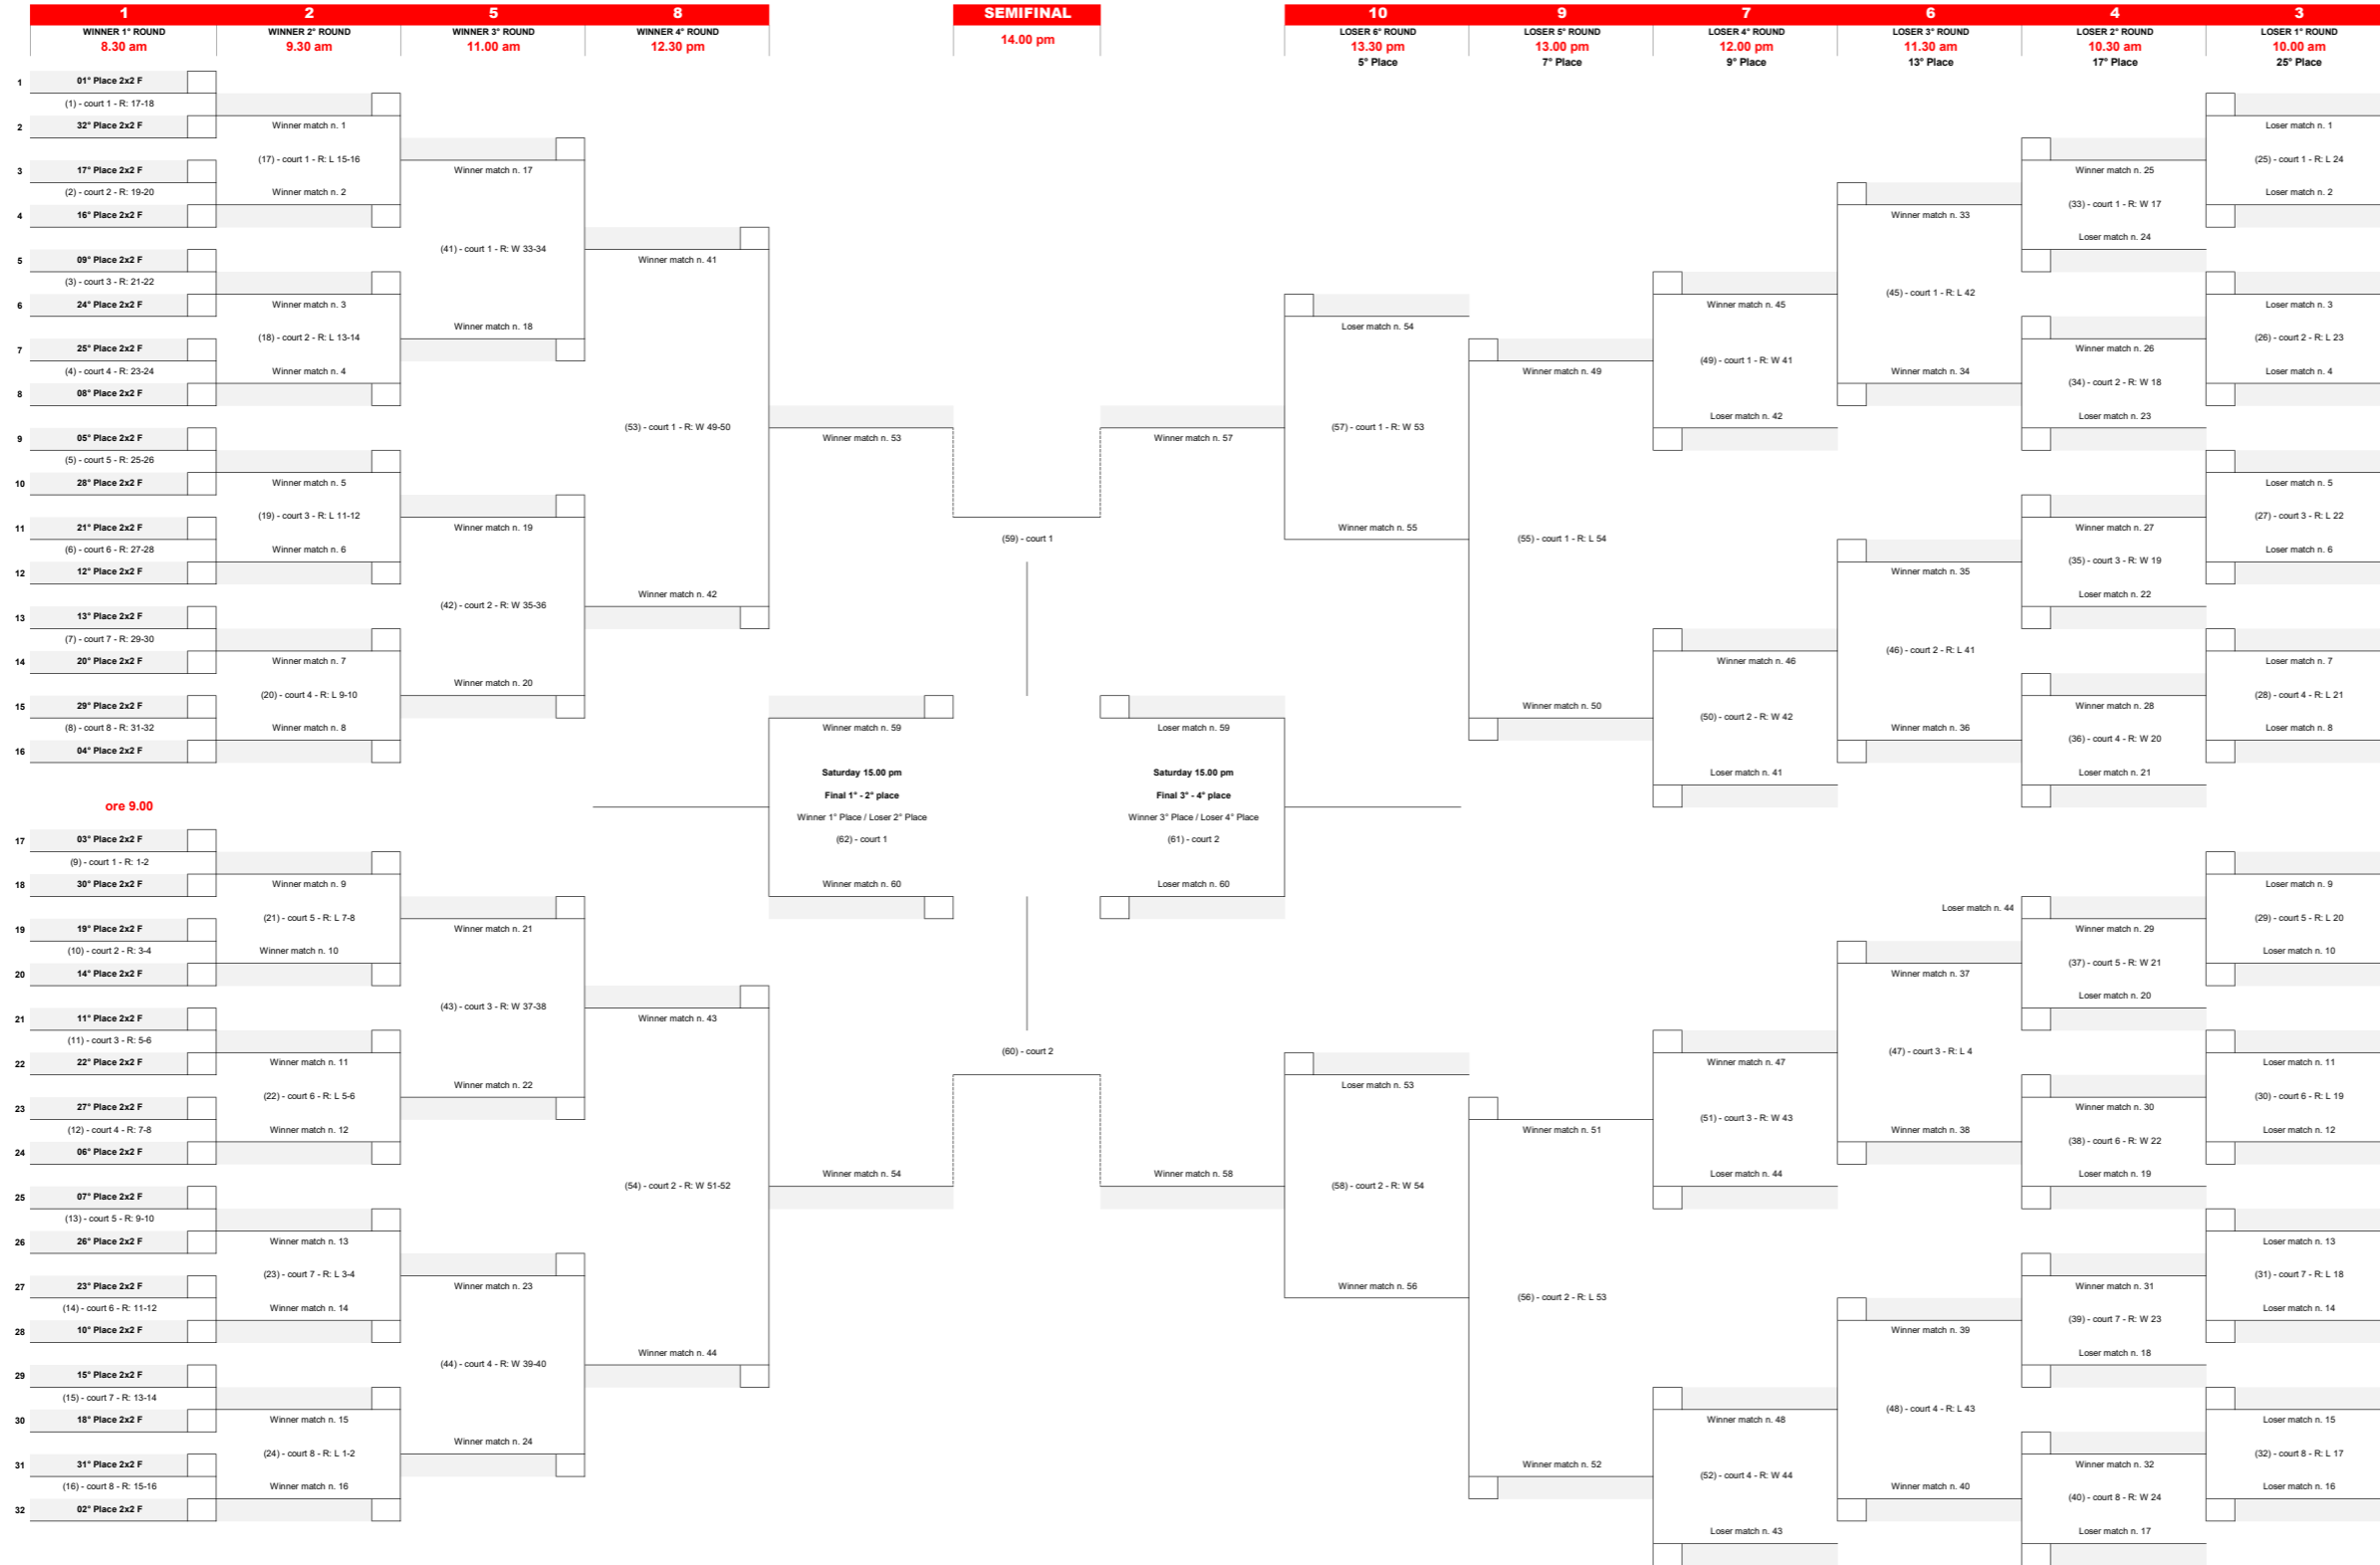 1 2 5 8 SEMIFINAL 10 9 7 6 4 3
WINNER 1° ROUND WINNER 2° ROUND WINNER 3° ROUND WINNER 4° ROUND LOSER 6° ROUND LOSER 5° ROUND LOSER 4° ROUND LOSER 3° ROUND LOSER 2° ROUND LOSER 1° ROUND
8.30 am 9.30 am 11.00 am 12.30 pm 14.00 pm 13.30 pm 13.00 pm 12.00 pm 11.30 am 10.30 am 10.00 am
5° Place 7° Place 9° Place 13° Place 17° Place 25° Place
1 01° Place 2x2 F
(1) - court 1 - R: 17-18
2 32° Place 2x2 F
3 17° Place 2x2 F
(2) - court 2 - R: 19-20
4 16° Place 2x2 F
5 09° Place 2x2 F
(3) - court 3 - R: 21-22
6 24° Place 2x2 F
7 25° Place 2x2 F
(4) - court 4 - R: 23-24
8 08° Place 2x2 F
9 05° Place 2x2 F
(5) - court 5 - R: 25-26
10 28° Place 2x2 F
11 21° Place 2x2 F
(6) - court 6 - R: 27-28
12 12° Place 2x2 F
13 13° Place 2x2 F
(7) - court 7 - R: 29-30
14 20° Place 2x2 F
15 29° Place 2x2 F
(8) - court 8 - R: 31-32
16 04° Place 2x2 F
ore 9.00
17 03° Place 2x2 F
(9) - court 1 - R: 1-2
18 30° Place 2x2 F
19 19° Place 2x2 F
(10) - court 2 - R: 3-4
20 14° Place 2x2 F
21 11° Place 2x2 F
(11) - court 3 - R: 5-6
22 22° Place 2x2 F
23 27° Place 2x2 F
(12) - court 4 - R: 7-8
24 06° Place 2x2 F
25 07° Place 2x2 F
(13) - court 5 - R: 9-10
26 26° Place 2x2 F
27 23° Place 2x2 F
(14) - court 6 - R: 11-12
28 10° Place 2x2 F
29 15° Place 2x2 F
(15) - court 7 - R: 13-14
30 18° Place 2x2 F
31 31° Place 2x2 F
(16) - court 8 - R: 15-16
32 02° Place 2x2 F
Winner match n. 1
(17) - court 1 - R: L 15-16
Winner match n. 2
Winner match n. 3
(18) - court 2 - R: L 13-14
Winner match n. 4
Winner match n. 5
(19) - court 3 - R: L 11-12
Winner match n. 6
Winner match n. 7
(20) - court 4 - R: L 9-10
Winner match n. 8
Winner match n. 9
(21) - court 5 - R: L 7-8
Winner match n. 10
Winner match n. 11
(22) - court 6 - R: L 5-6
Winner match n. 12
Winner match n. 13
(23) - court 7 - R: L 3-4
Winner match n. 14
Winner match n. 15
(24) - court 8 - R: L 1-2
Winner match n. 16
Winner match n. 17
(41) - court 1 - R: W 33-34
Winner match n. 18
Winner match n. 19
(42) - court 2 - R: W 35-36
Winner match n. 20
Winner match n. 21
(43) - court 3 - R: W 37-38
Winner match n. 22
Winner match n. 23
(44) - court 4 - R: W 39-40
Winner match n. 24
Winner match n. 41
(53) - court 1 - R: W 49-50
Winner match n. 42
Winner match n. 43
(54) - court 2 - R: W 51-52
Winner match n. 44
Winner match n. 53
Winner match n. 59
Saturday 15.00 pm
Final 1° - 2° place
Winner 1° Place / Loser 2° Place
(62) - court 1
Winner match n. 60
Winner match n. 54
(59) - court 1
(60) - court 2
Winner match n. 57
Loser match n. 59
Saturday 15.00 pm
Final 3° - 4° place
Winner 3° Place / Loser 4° Place
(61) - court 2
Loser match n. 60
Winner match n. 58
Loser match n. 54
(57) - court 1 - R: W 53
Winner match n. 55
Loser match n. 53
(58) - court 2 - R: W 54
Winner match n. 56
Winner match n. 49
(55) - court 1 - R: L 54
Winner match n. 50
Winner match n. 51
(56) - court 2 - R: L 53
Winner match n. 52
Winner match n. 45
(49) - court 1 - R: W 41
Loser match n. 42
Winner match n. 46
(50) - court 2 - R: W 42
Loser match n. 41
Winner match n. 47
(51) - court 3 - R: W 43
Loser match n. 44
Winner match n. 48
(52) - court 4 - R: W 44
Loser match n. 43
Winner match n. 33
(45) - court 1 - R: L 42
Winner match n. 34
Winner match n. 35
(46) - court 2 - R: L 41
Winner match n. 36
Loser match n. 44
Winner match n. 37
(47) - court 3 - R: L 4
Winner match n. 38
Winner match n. 39
(48) - court 4 - R: L 43
Winner match n. 40
Winner match n. 25
(33) - court 1 - R: W 17
Loser match n. 24
Winner match n. 26
(34) - court 2 - R: W 18
Loser match n. 23
Winner match n. 27
(35) - court 3 - R: W 19
Loser match n. 22
Winner match n. 28
(36) - court 4 - R: W 20
Loser match n. 21
Winner match n. 29
(37) - court 5 - R: W 21
Loser match n. 20
Winner match n. 30
(38) - court 6 - R: W 22
Loser match n. 19
Winner match n. 31
(39) - court 7 - R: W 23
Loser match n. 18
Winner match n. 32
(40) - court 8 - R: W 24
Loser match n. 17
Loser match n. 1
(25) - court 1 - R: L 24
Loser match n. 2
Loser match n. 3
(26) - court 2 - R: L 23
Loser match n. 4
Loser match n. 5
(27) - court 3 - R: L 22
Loser match n. 6
Loser match n. 7
(28) - court 4 - R: L 21
Loser match n. 8
Loser match n. 9
(29) - court 5 - R: L 20
Loser match n. 10
Loser match n. 11
(30) - court 6 - R: L 19
Loser match n. 12
Loser match n. 13
(31) - court 7 - R: L 18
Loser match n. 14
Loser match n. 15
(32) - court 8 - R: L 17
Loser match n. 16